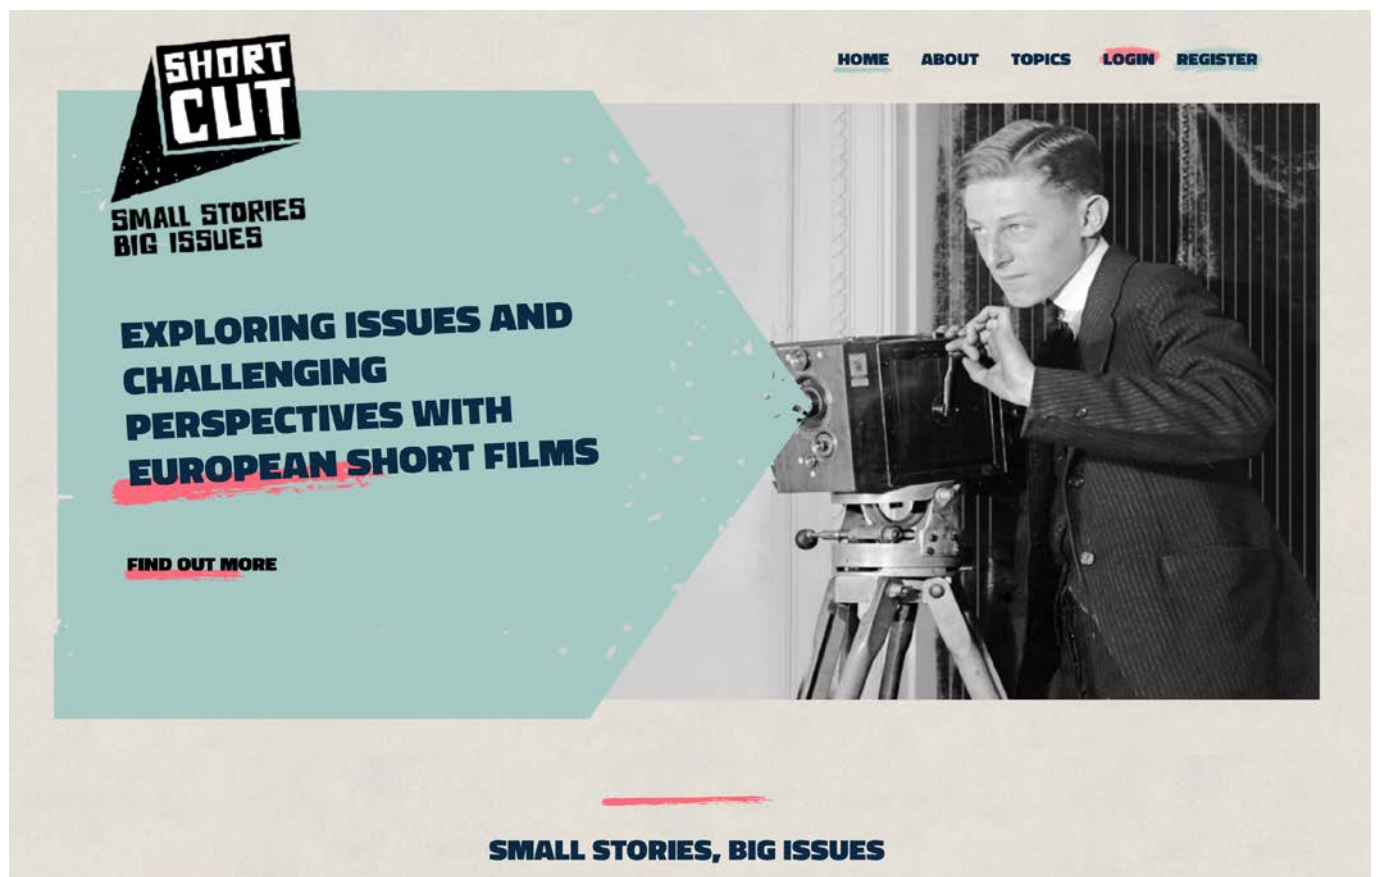 SHORT
CUT
SMALL STORIES
BIG ISSUES
HOME ABOUT TOPICS LOGIN REGISTER
EXPLORING ISSUES AND
CHALLENGING
PERSPECTIVES WITH
EUROPEAN SHORT FILMS
FIND OUT MORE
SMALL STORIES, BIG ISSUES